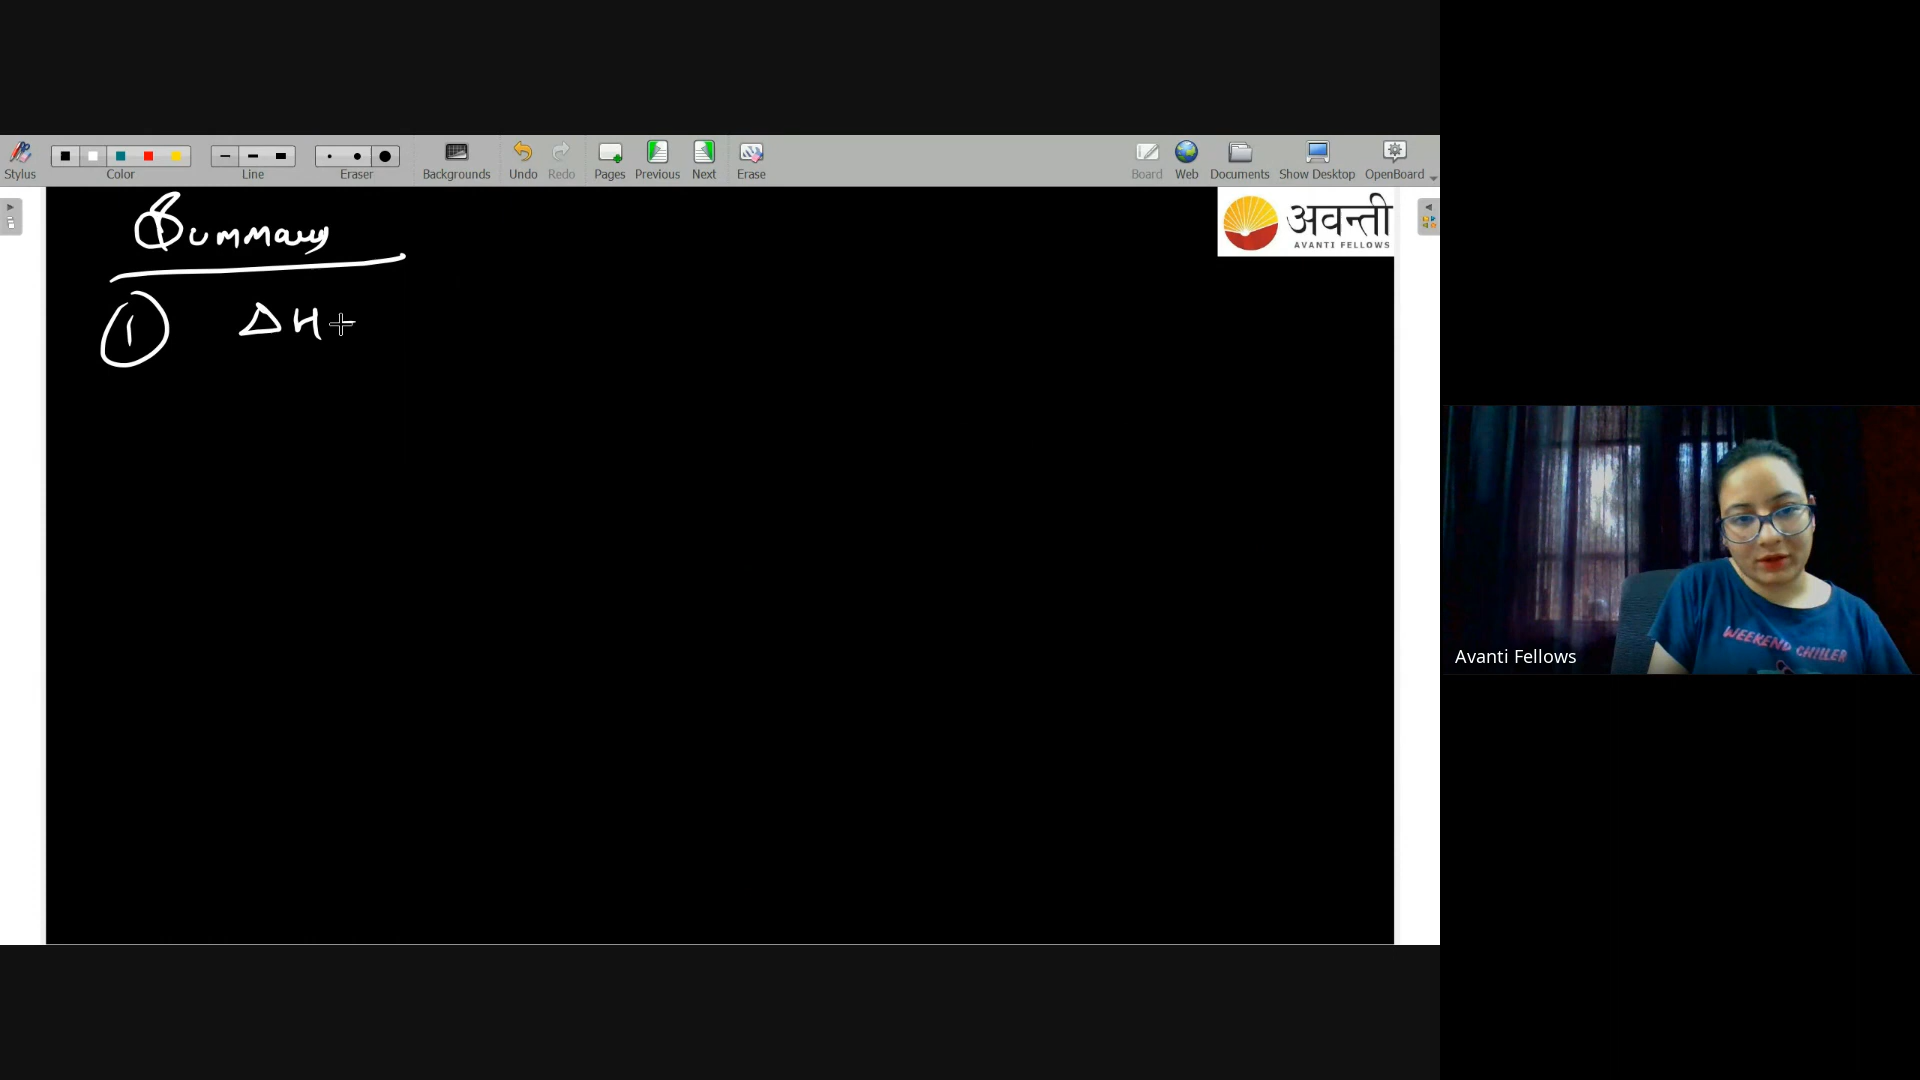 Stylus Color Line Eraser Backgrounds Undo Redo Pages Previous Next Erase Board Web Documents Show Desktop OpenBoard
Summary
अवन्ती
AVANTI FELLOWS
1 ΔH
WEEKEND CHILLER
Avanti Fellows